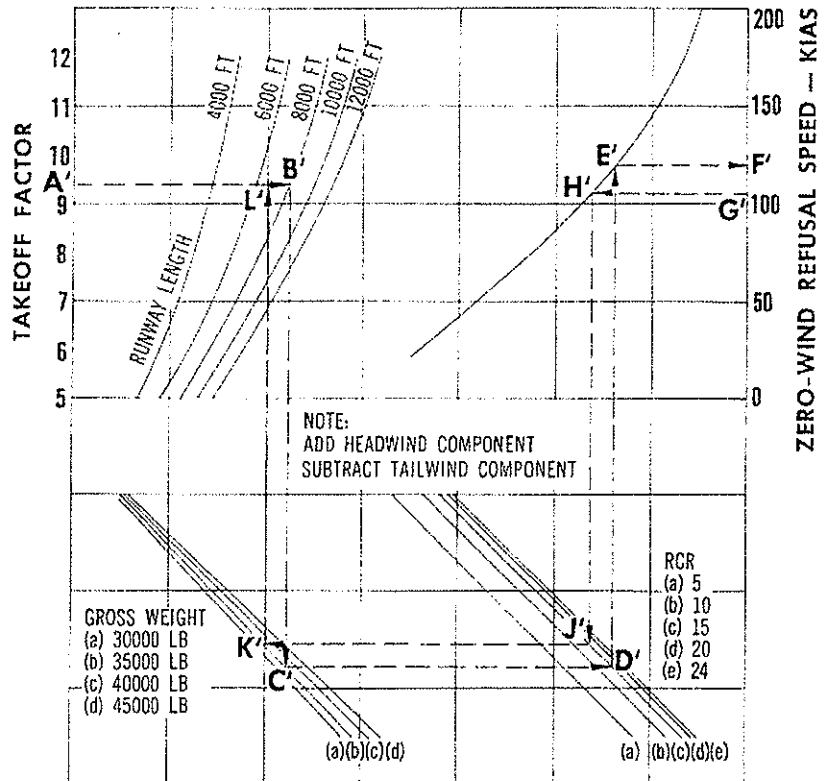 TAKEOFF FACTOR
12
11
10
9
8
7
6
5
4000 FT
6000 FT
8000 FT
10000 FT
12000 FT
RUNWAY LENGTH
A'
B'
L'
E'
F'
H'
G'
200
150
100
50
0
ZERO-WIND REFUSAL SPEED — KIAS
NOTE:
ADD HEADWIND COMPONENT
SUBTRACT TAILWIND COMPONENT
GROSS WEIGHT
(a) 30000 LB
(b) 35000 LB
(c) 40000 LB
(d) 45000 LB
K'
C'
J'
D'
RCR
(a) 5
(b) 10
(c) 15
(d) 20
(e) 24
(a)(b)(c)(d)
(a) (b)(c)(d)(e)